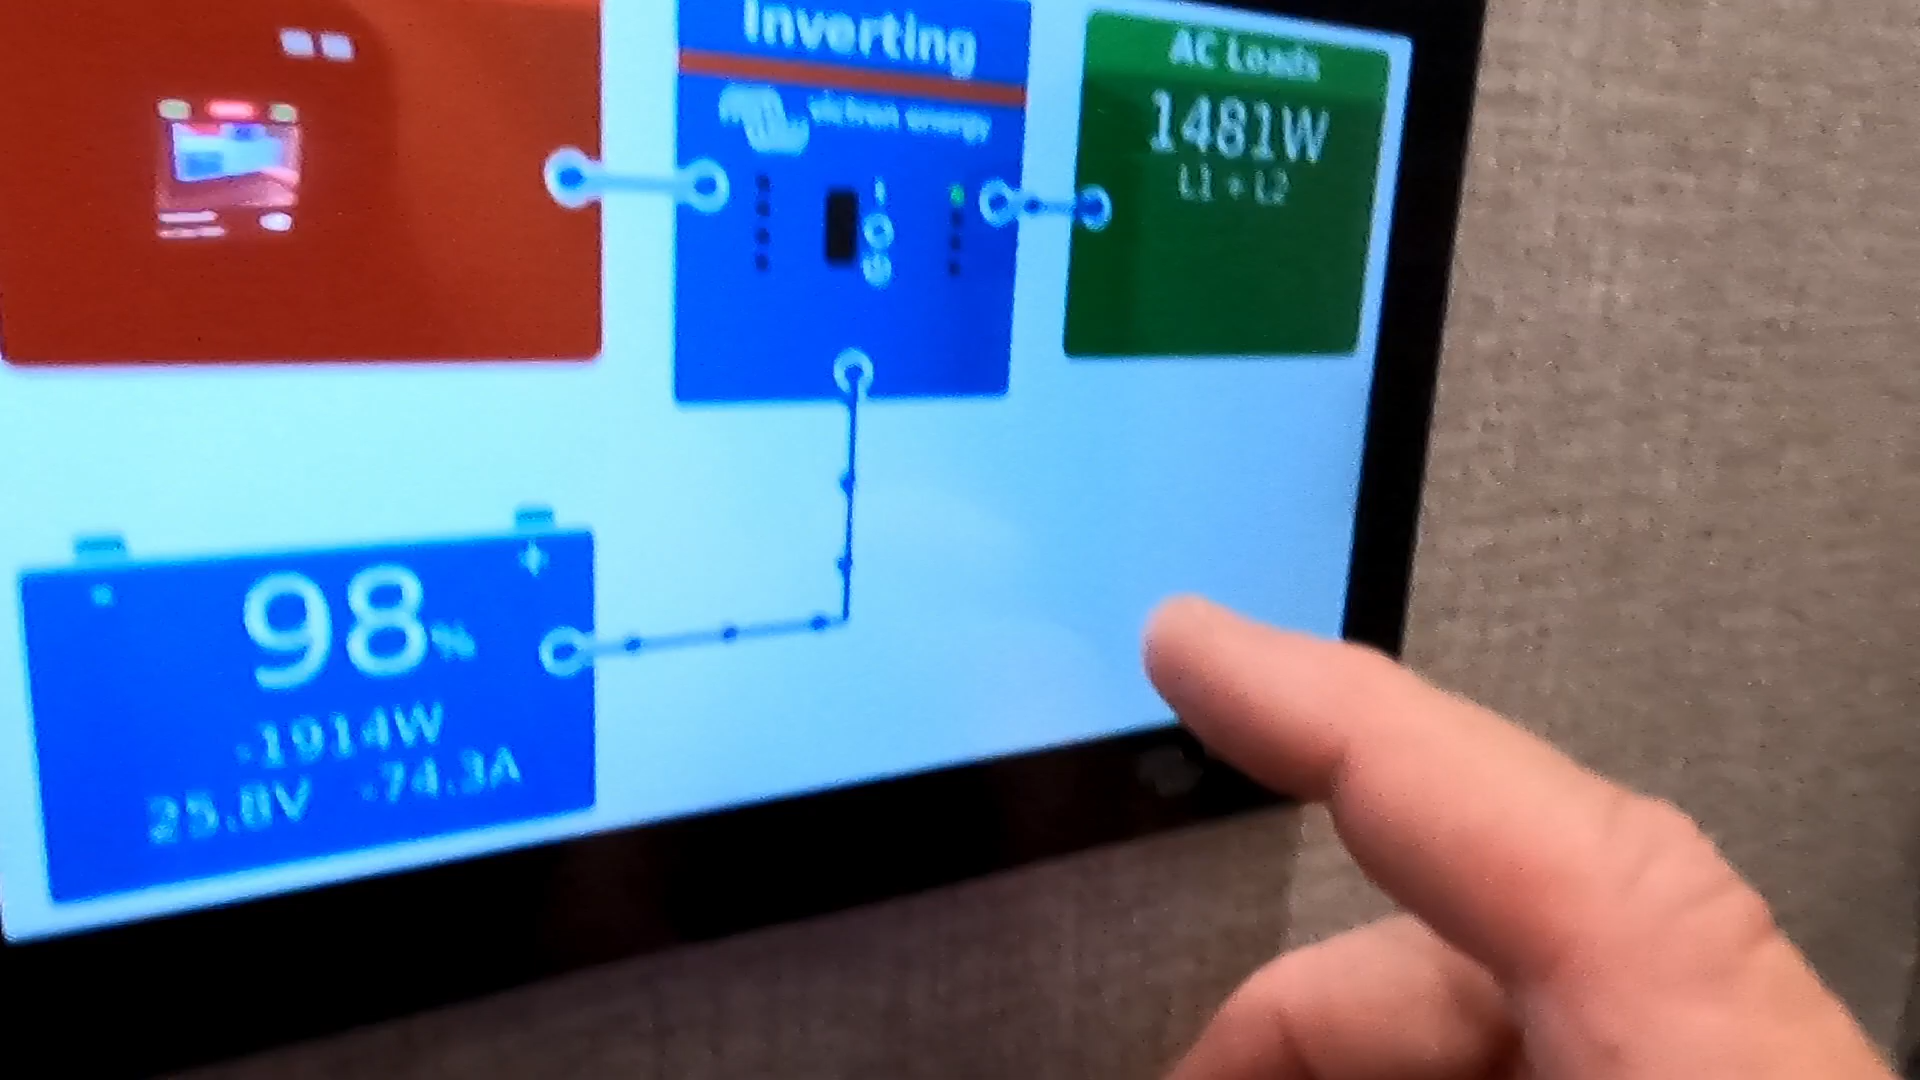 Inverting
victron energy
AC Loads
1481W
L1 + L2
98%
-1914W
25.8V -74.3A